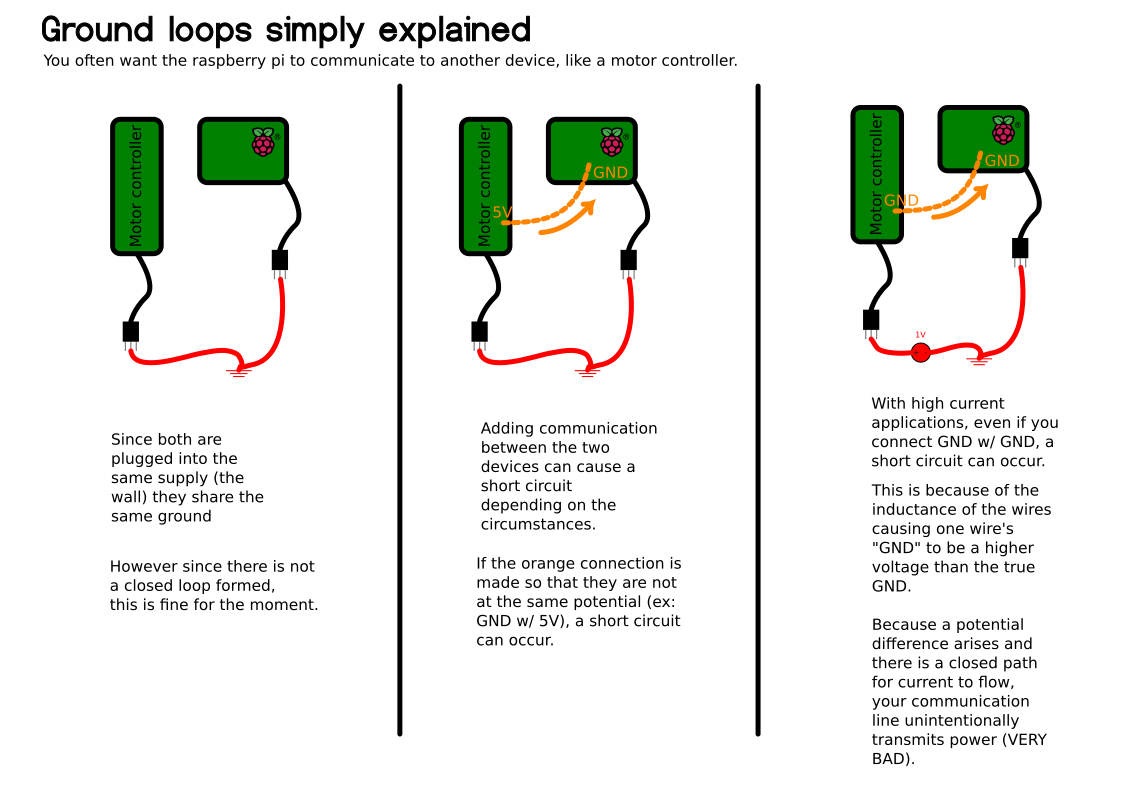 Ground loops simply explained
You often want the raspberry pi to communicate to another device, like a motor controller.
Motor controller
®
Since both are
plugged into the
same supply (the
wall) they share the
same ground
However since there is not
a closed loop formed,
this is fine for the moment.
Motor controller
®
GND
5V
Adding communication
between the two
devices can cause a
short circuit
depending on the
circumstances.
If the orange connection is
made so that they are not
at the same potential (ex:
GND w/ 5V), a short circuit
can occur.
Motor controller
®
GND
GND
1V
With high current
applications, even if you
connect GND w/ GND, a
short circuit can occur.
This is because of the
inductance of the wires
causing one wire's
"GND" to be a higher
voltage than the true
GND.
Because a potential
difference arises and
there is a closed path
for current to flow,
your communication
line unintentionally
transmits power (VERY
BAD).